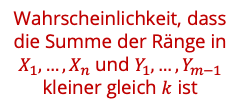 Wahrscheinlichkeit, dass
die Summe der Ränge in
𝑋₁, … , 𝑋ₙ und 𝑌₁, … , 𝑌ₘ₋₁
kleiner gleich 𝑘 ist